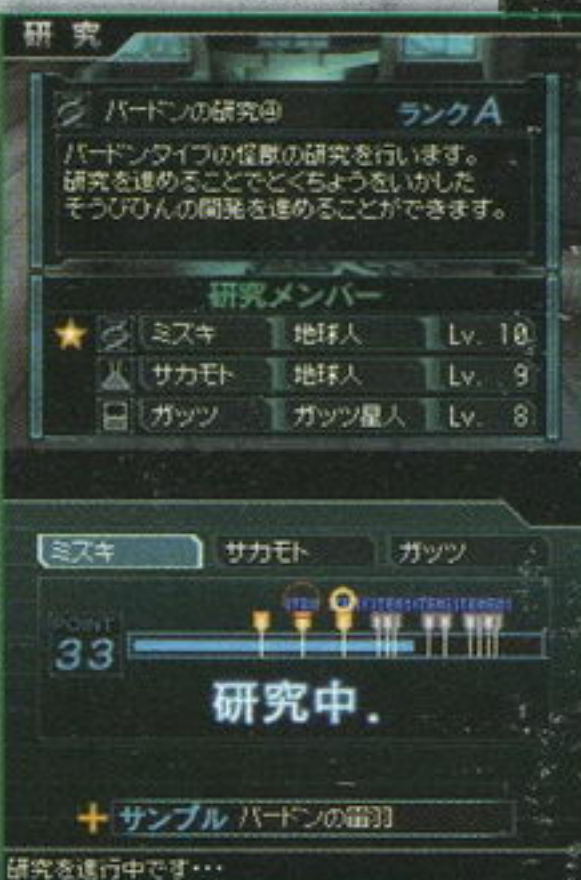 研究
バードンの研究④ ランクA
バードンタイプの怪獣の研究を行います。
研究を進めることでとくちょうをいかした
そうびひんの開発を進めることができます。
研究メンバー
ミズキ 地球人 Lv. 10
サカモト 地球人 Lv. 9
ガッツ ガッツ星人 Lv. 8
ミズキ サカモト ガッツ
POINT
33
研究中.
+サンプル バードンの
研究を進行中です・・・